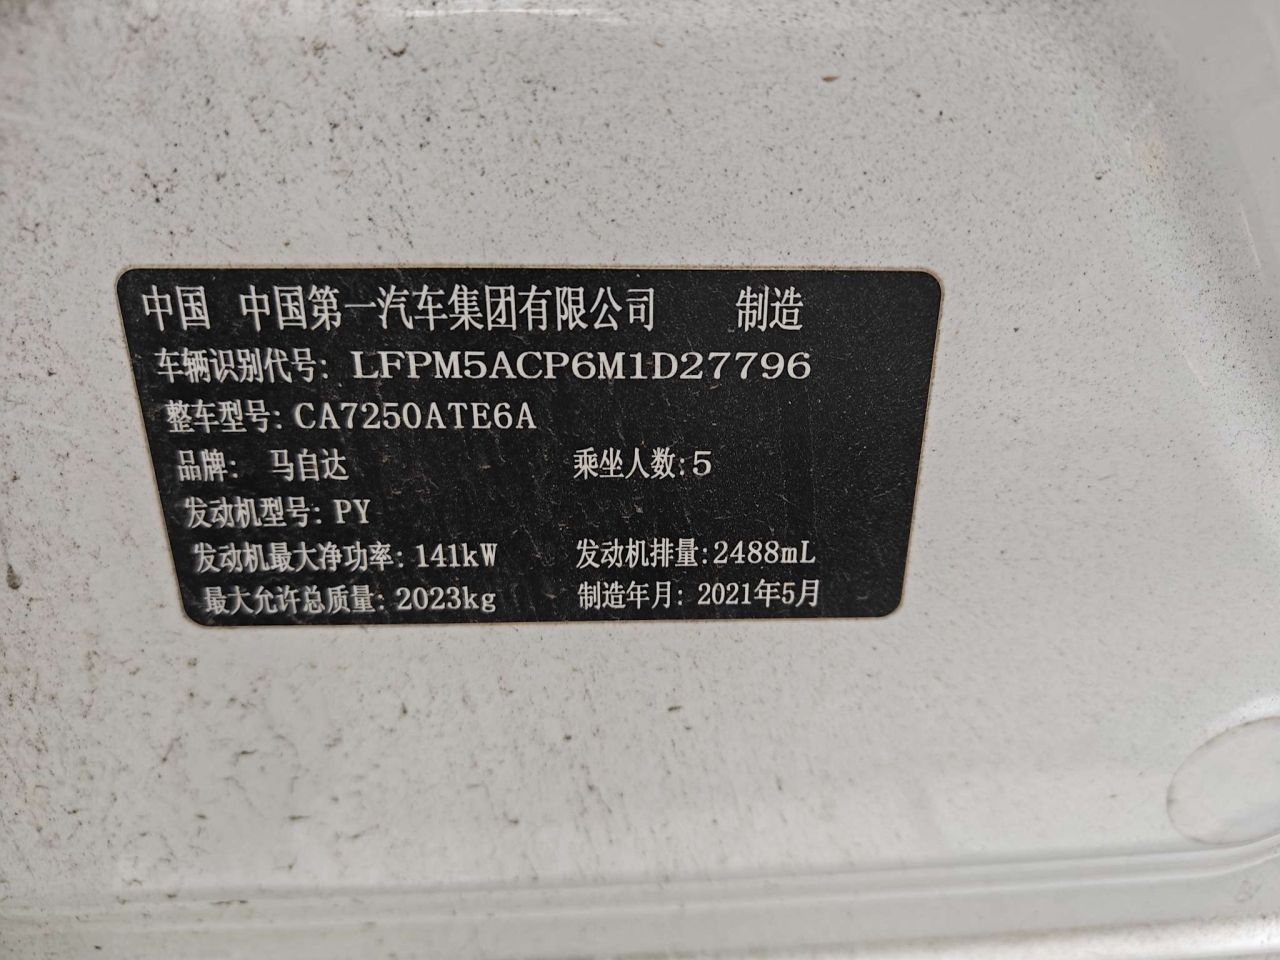 中国 中国第一汽车集团有限公司 制造
车辆识别代号: LFPM5ACP6M1D27796
整车型号: CA7250ATE6A
品牌: 马自达 乘坐人数: 5
发动机型号: PY
发动机最大净功率: 141kW 发动机排量: 2488mL
最大允许总质量: 2023kg 制造年月: 2021年5月